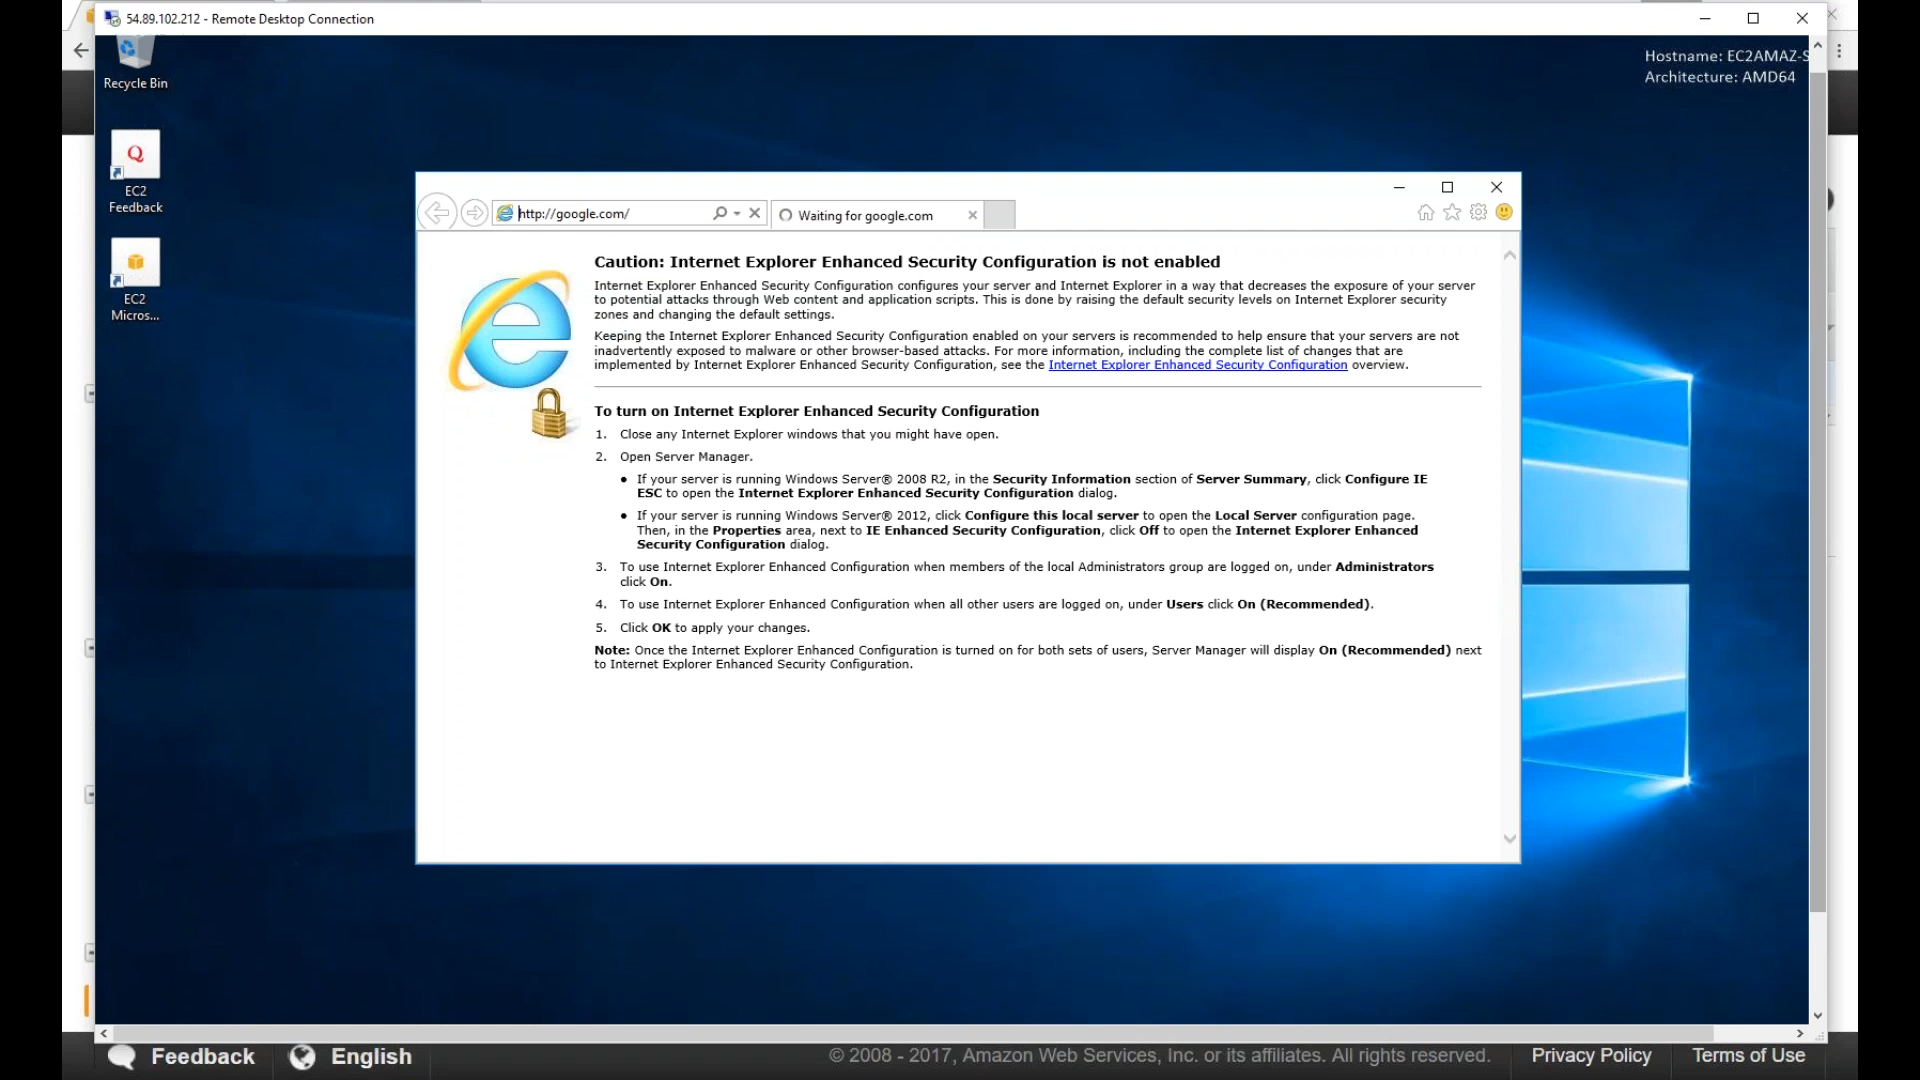 54.89.102.212 - Remote Desktop Connection
Recycle Bin
Hostname: EC2AMAZ-S
Architecture: AMD64
Q
EC2
Feedback
EC2
Micros...
http://google.com/
Waiting for google.com
Caution: Internet Explorer Enhanced Security Configuration is not enabled
Internet Explorer Enhanced Security Configuration configures your server and Internet Explorer in a way that decreases the exposure of your server
to potential attacks through Web content and application scripts. This is done by raising the default security levels on Internet Explorer security
zones and changing the default settings.
Keeping the Internet Explorer Enhanced Security Configuration enabled on your servers is recommended to help ensure that your servers are not
inadvertently exposed to malware or other browser-based attacks. For more information, including the complete list of changes that are
implemented by Internet Explorer Enhanced Security Configuration, see the Internet Explorer Enhanced Security Configuration overview.
To turn on Internet Explorer Enhanced Security Configuration
1. Close any Internet Explorer windows that you might have open.
2. Open Server Manager.
• If your server is running Windows Server® 2008 R2, in the Security Information section of Server Summary, click Configure IE
ESC to open the Internet Explorer Enhanced Security Configuration dialog.
• If your server is running Windows Server® 2012, click Configure this local server to open the Local Server configuration page.
Then, in the Properties area, next to IE Enhanced Security Configuration, click Off to open the Internet Explorer Enhanced
Security Configuration dialog.
3. To use Internet Explorer Enhanced Configuration when members of the local Administrators group are logged on, under Administrators
click On.
4. To use Internet Explorer Enhanced Configuration when all other users are logged on, under Users click On (Recommended).
5. Click OK to apply your changes.
Note: Once the Internet Explorer Enhanced Configuration is turned on for both sets of users, Server Manager will display On (Recommended) next
to Internet Explorer Enhanced Security Configuration.
Feedback English © 2008 - 2017, Amazon Web Services, Inc. or its affiliates. All rights reserved. Privacy Policy Terms of Use